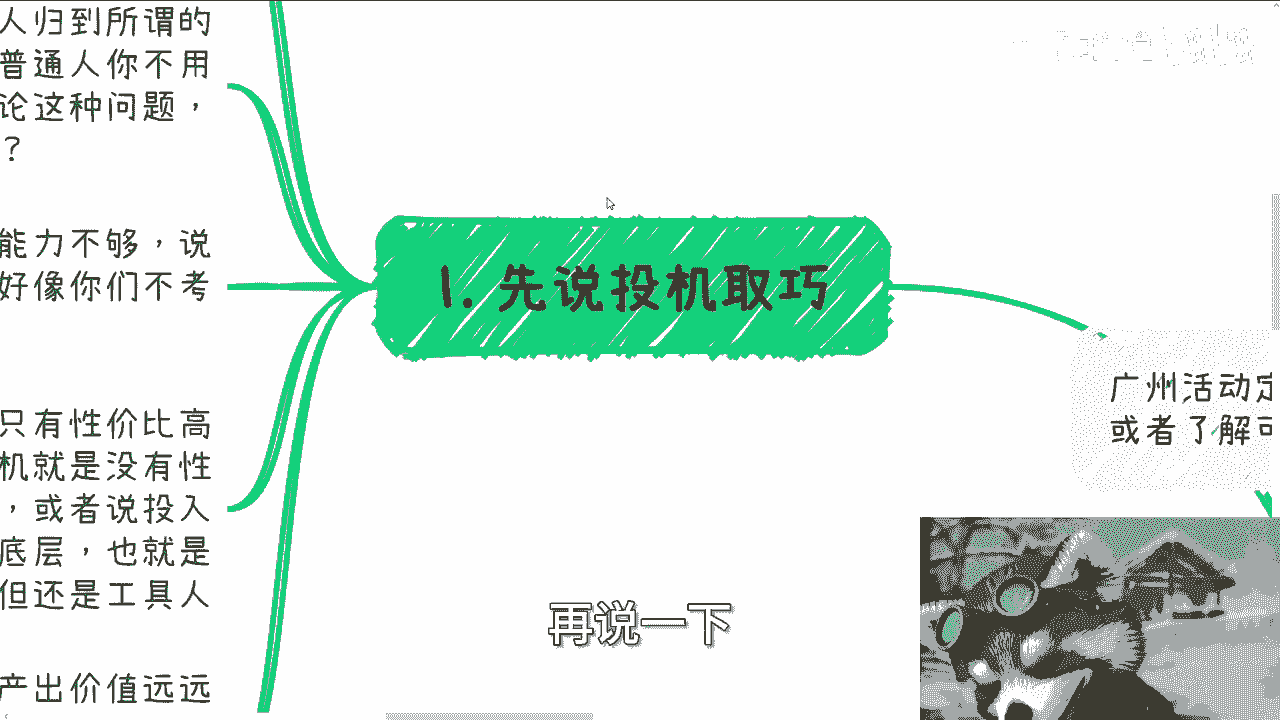 人归到所谓的
普通人你不用
论这种问题，
？
能力不够，说
好像你们不考
只有性价比高
机就是没有性
，或者说投入
底层，也就是
但还是工具人
产出价值远远
1. 先说投机取巧
广州活动定
或者了解可
再说一下